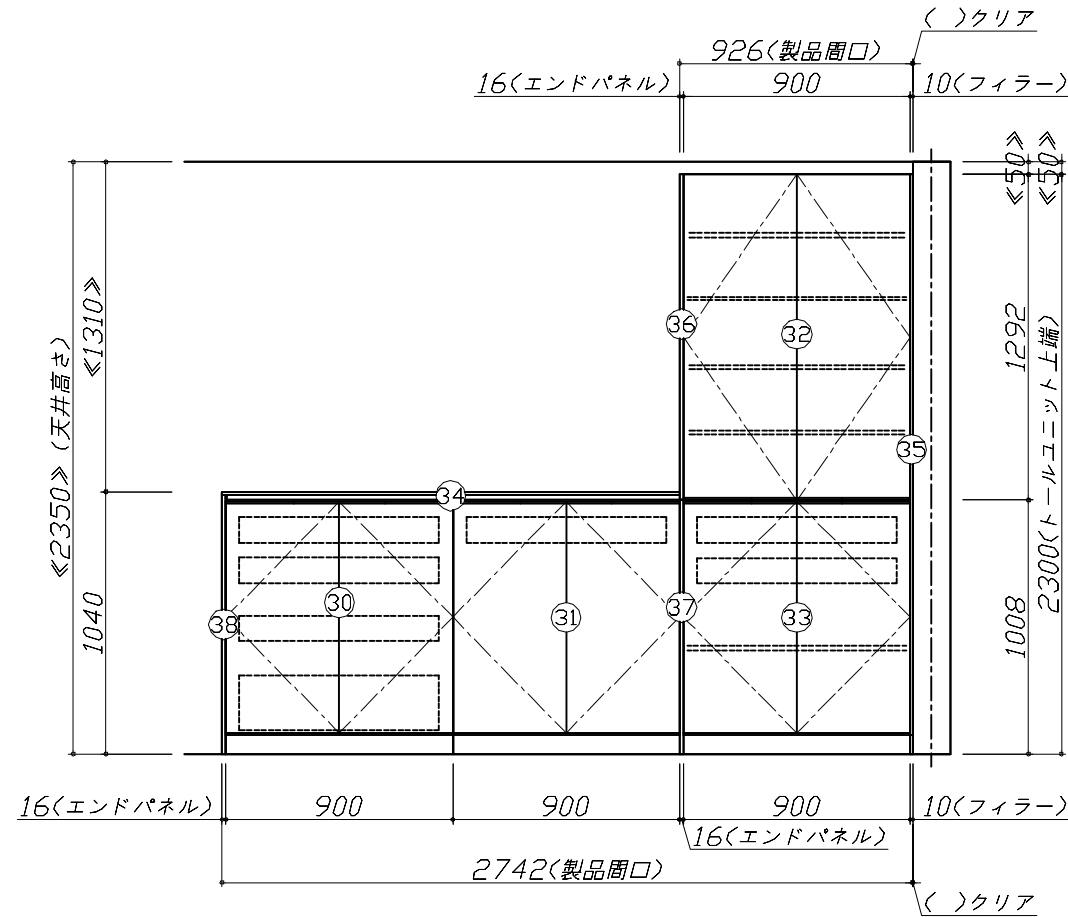 ( )クリア
926(製品間口)
16(エンドパネル)
900
10(フィラー)
≪50≫
≪50≫
≪1310≫
≪2350≫(天井高さ)
1040
36
32
35
34
30
31
37
33
38
1292
2300(トールユニット上端)
1008
16(エンドパネル)
900
900
900
10(フィラー)
16(エンドパネル)
2742(製品間口)
( )クリア